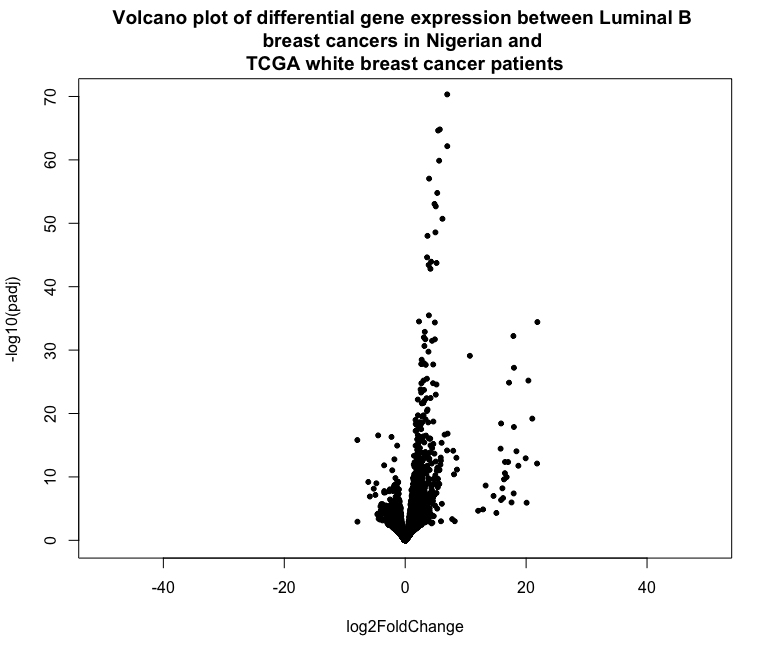 Volcano plot of differential gene expression between Luminal B
breast cancers in Nigerian and
TCGA white breast cancer patients
70
60
50
40
30
20
10
0
-log10(padj)
-40 -20 0 20 40
log2FoldChange